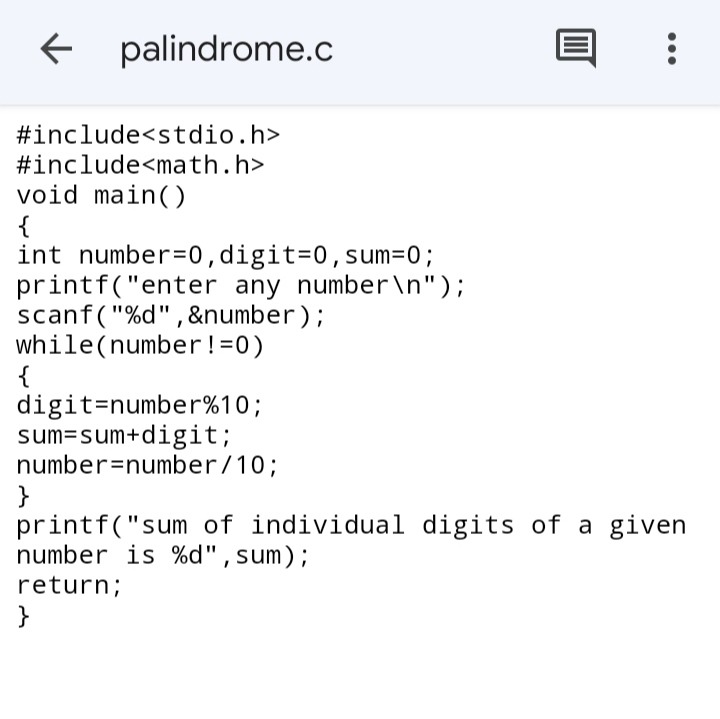 palindrome.c
#include<stdio.h>
#include<math.h>
void main()
{
int number=0,digit=0,sum=0;
printf("enter any number\n");
scanf("%d",&number);
while(number!=0)
{
digit=number%10;
sum=sum+digit;
number=number/10;
}
printf("sum of individual digits of a given
number is %d",sum);
return;
}